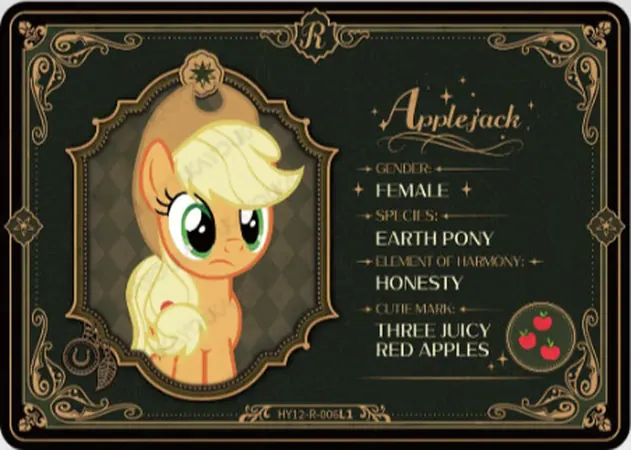 R
Applejack
GENDER:
FEMALE
SPECIES:
EARTH PONY
ELEMENT OF HARMONY:
HONESTY
CUTIE MARK:
THREE JUICY
RED APPLES
HY12-R-006L1